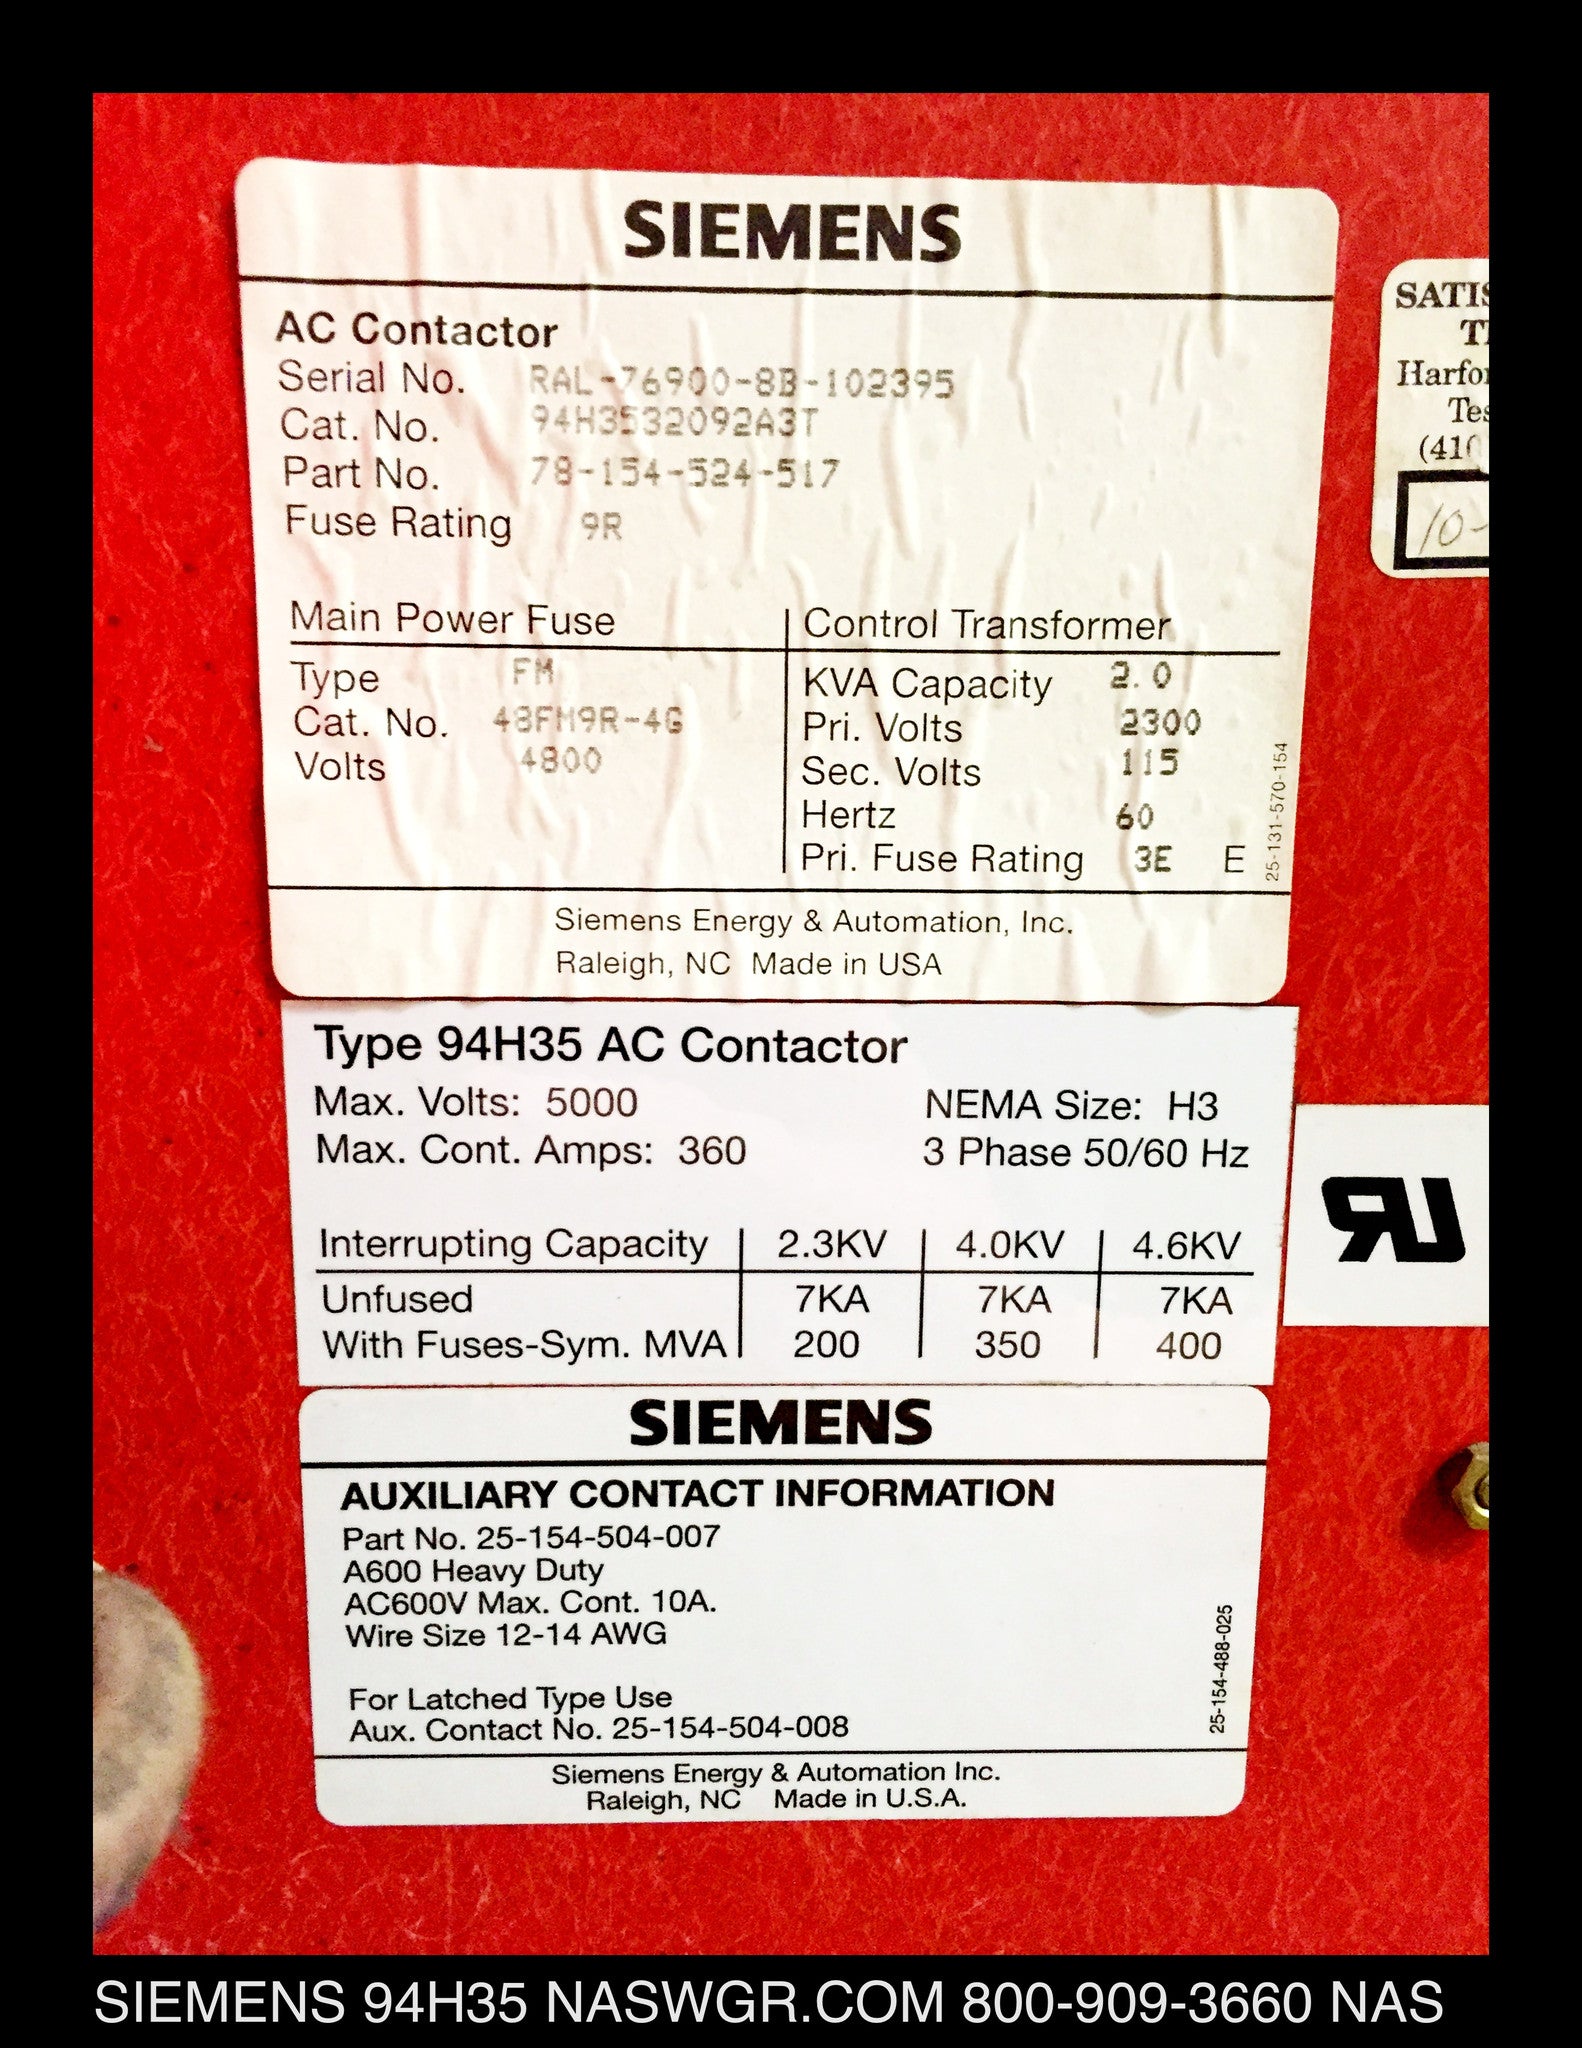 SIEMENS
AC Contactor
Serial No. RAL-76900-8B-102395
Cat. No. 94H3532092A3T
Part No. 78-154-524-517
Fuse Rating 9R
Main Power Fuse
Type FM
Cat. No. 48FM9R-4G
Volts 4800
Control Transformer
KVA Capacity 2.0
Pri. Volts 2300
Sec. Volts 115
Hertz 60
Pri. Fuse Rating 3E E
25-131-570-154
Siemens Energy & Automation, Inc.
Raleigh, NC Made in USA
Type 94H35 AC Contactor
Max. Volts: 5000 NEMA Size: H3
Max. Cont. Amps: 360 3 Phase 50/60 Hz
Interrupting Capacity 2.3KV 4.0KV 4.6KV
Unfused 7KA 7KA 7KA
With Fuses-Sym. MVA 200 350 400
SIEMENS
AUXILIARY CONTACT INFORMATION
Part No. 25-154-504-007
A600 Heavy Duty
AC600V Max. Cont. 10A.
Wire Size 12-14 AWG
For Latched Type Use
Aux. Contact No. 25-154-504-008
25-154-488-025
Siemens Energy & Automation Inc.
Raleigh, NC Made in U.S.A.
(410
10-
SIEMENS 94H35 NASWGR.COM 800-909-3660 NAS